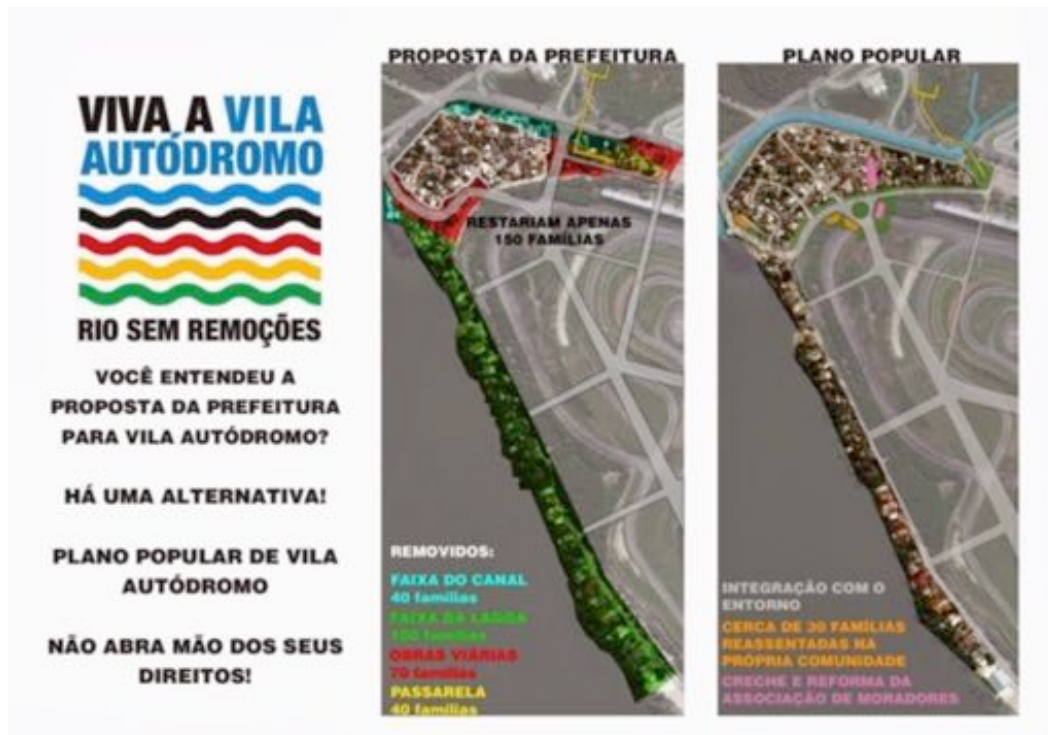 VIVA A VILA
AUTÓDROMO
RIO SEM REMOÇÕES
VOCÊ ENTENDEU A
PROPOSTA DA PREFEITURA
PARA VILA AUTÓDROMO?
HÁ UMA ALTERNATIVA!
PLANO POPULAR DE VILA
AUTÓDROMO
NÃO ABRA MÃO DOS SEUS
DIREITOS!
PROPOSTA DA PREFEITURA
RESTARIAM APENAS
150 FAMÍLIAS
REMOVIDOS:
FAIXA DO CANAL
40 famílias
FAIXA DA LAGOA
famílias
OBRAS VIÁRIAS
70 famílias
PASSARELA
40 famílias
PLANO POPULAR
INTEGRAÇÃO COM O
ENTORNO
CERCA DE 30 FAMÍLIAS
REASSENTADAS NA
PRÓPRIA COMUNIDADE
CRECHE E REFORMA DA
ASSOCIAÇÃO DE MORADORES